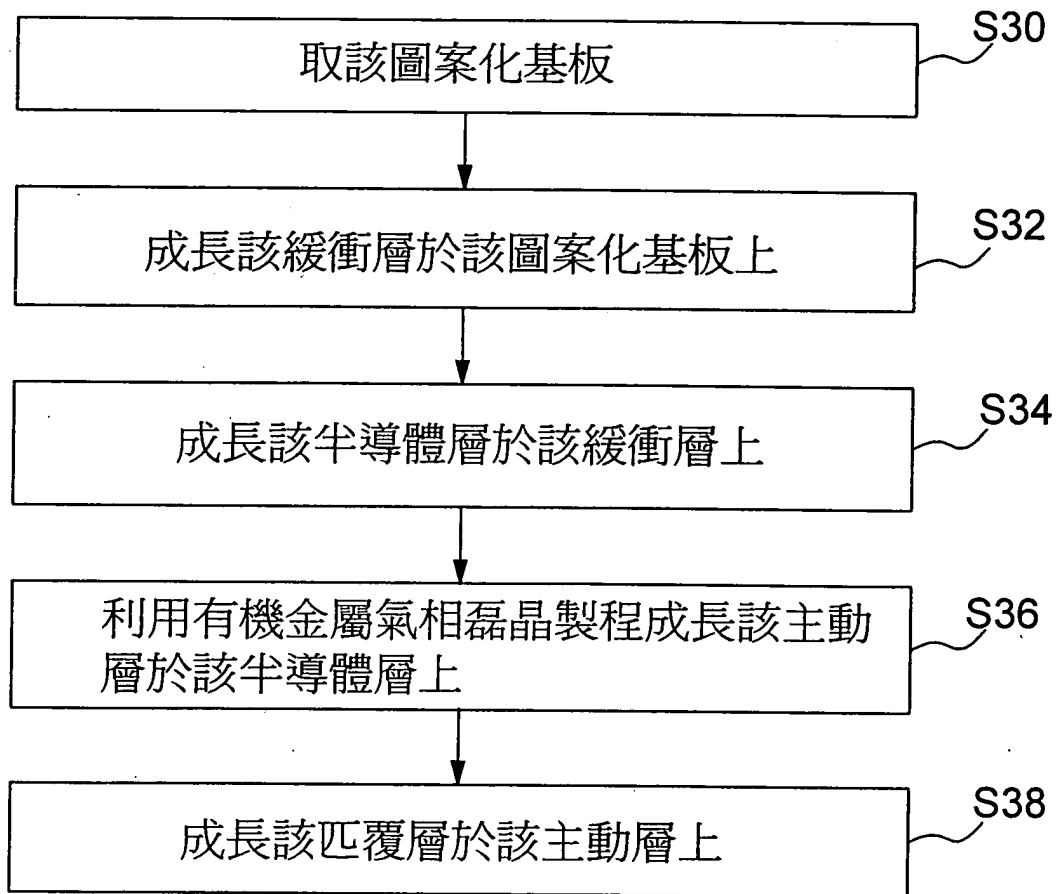 取該圖案化基板
S30
成長該緩衝層於該圖案化基板上
S32
成長該半導體層於該緩衝層上
S34
利用有機金屬氣相磊晶製程成長該主動
層於該半導體層上
S36
成長該匹覆層於該主動層上
S38